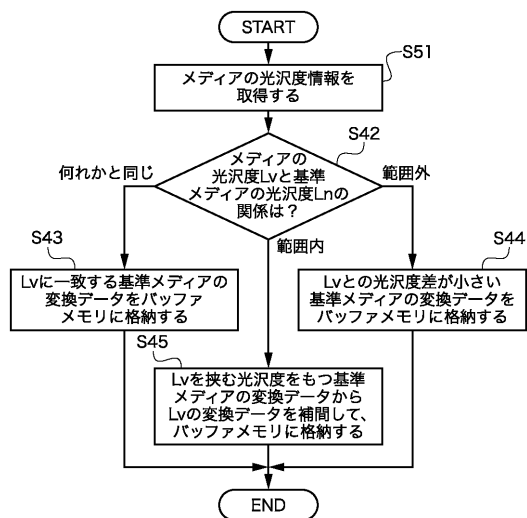 START
S51
メディアの光沢度情報を
取得する
S42
メディアの
光沢度Lvと基準
メディアの光沢度Lnの
関係は？
何れかと同じ
範囲外
範囲内
S43
Lvに一致する基準メディアの
変換データをバッファ
メモリに格納する
S44
Lvとの光沢度差が小さい
基準メディアの変換データを
バッファメモリに格納する
S45
Lvを挟む光沢度をもつ基準
メディアの変換データから
Lvの変換データを補間して、
バッファメモリに格納する
END